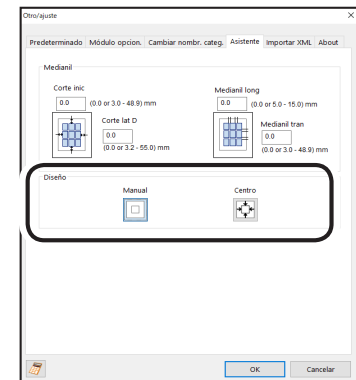 Otro/ajuste
Predeterminado Módulo opcion. Cambiar nombr. categ. Asistente Importar XML About
Medianil
Corte inic
0.0 (0.0 or 3.0 - 48.9) mm
Corte lat D
0.0
(0.0 or 3.2 - 55.0) mm
Medianil long
0.0 (0.0 or 5.0 - 15.0) mm
Medianil tran
0.0
(0.0 or 3.0 - 48.9) mm
Diseño
Manual Centro
OK Cancelar